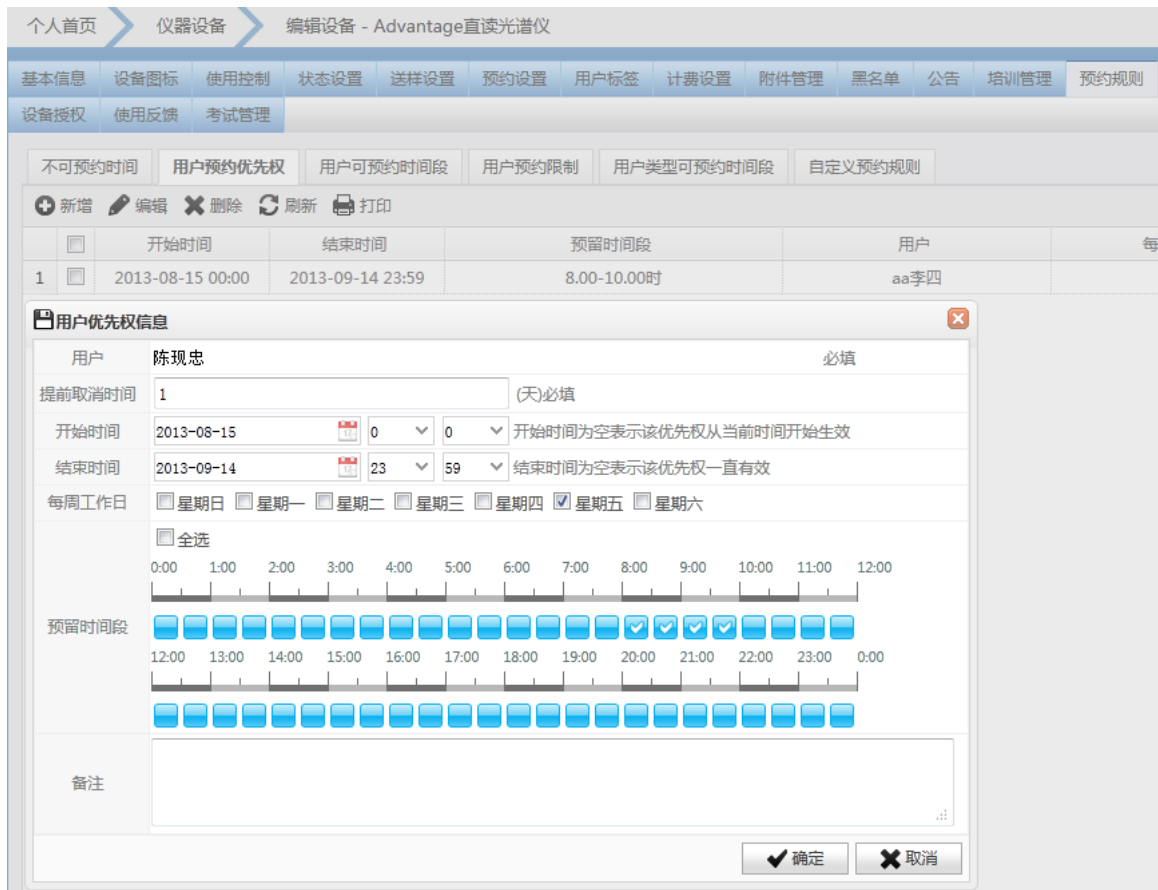 个人首页 仪器设备 编辑设备 - Advantage直读光谱仪
基本信息 设备图标 使用控制 状态设置 送样设置 预约设置 用户标签 计费设置 附件管理 黑名单 公告 培训管理 预约规则
设备授权 使用反馈 考试管理
不可预约时间 用户预约优先权 用户可预约时间段 用户预约限制 用户类型可预约时间段 自定义预约规则
新增 编辑 删除 刷新 打印
开始时间 结束时间 预留时间段 用户 每
1 2013-08-15 00:00 2013-09-14 23:59 8.00-10.00时 aa李四
用户优先权信息
用户 陈现忠 必填
提前取消时间 1 (天)必填
开始时间 2013-08-15 0 0 开始时间为空表示该优先权从当前时间开始生效
结束时间 2013-09-14 23 59 结束时间为空表示该优先权一直有效
每周工作日 星期日 星期一 星期二 星期三 星期四 星期五 星期六
全选
0:00 1:00 2:00 3:00 4:00 5:00 6:00 7:00 8:00 9:00 10:00 11:00 12:00
预留时间段
12:00 13:00 14:00 15:00 16:00 17:00 18:00 19:00 20:00 21:00 22:00 23:00 0:00
备注
确定 取消